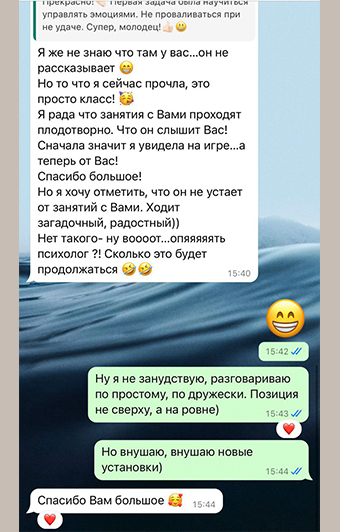 Прекрасно!👏🏻 Первая задача была научиться
управлять эмоциями. Не проваливаться при
не удаче. Супер, молодец!👍🏻😃
Я же не знаю что там у вас...он не
рассказывает 😁
Но то что я сейчас прочла, это
просто класс! 🥳
Я рада что занятия с Вами проходят
плодотворно. Что он слышит Вас!
Сначала значит я увидела на игре...а
теперь от Вас!
Спасибо большое!
Но я хочу отметить, что он не устает
от занятий с Вами. Ходит
загадочный, радостный))
Нет такого- ну воооот...опяяяяять
психолог ?! Сколько это будет
продолжаться 🤣🤣
15:40
😁
15:42
Ну я не занудствую, разговариваю
по простому, по дружески. Позиция
не сверху, а на ровне)
15:43
❤️
Но внушаю, внушаю новые
установки)
15:44
Спасибо Вам большое 🥰 15:44
❤️